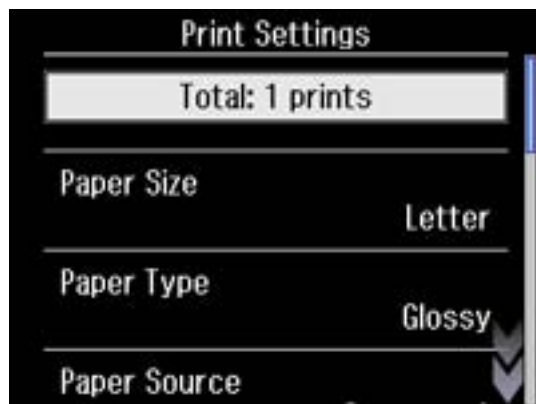 Print Settings
Total: 1 prints
Paper Size
Letter
Paper Type
Glossy
Paper Source